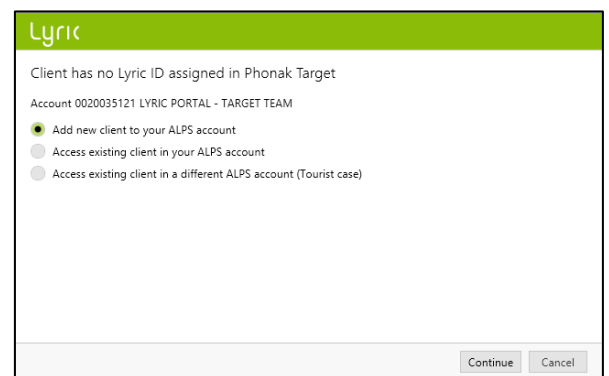 Lyric
Client has no Lyric ID assigned in Phonak Target
Account 0020035121 LYRIC PORTAL - TARGET TEAM
Add new client to your ALPS account
Access existing client in your ALPS account
Access existing client in a different ALPS account (Tourist case)
Continue Cancel